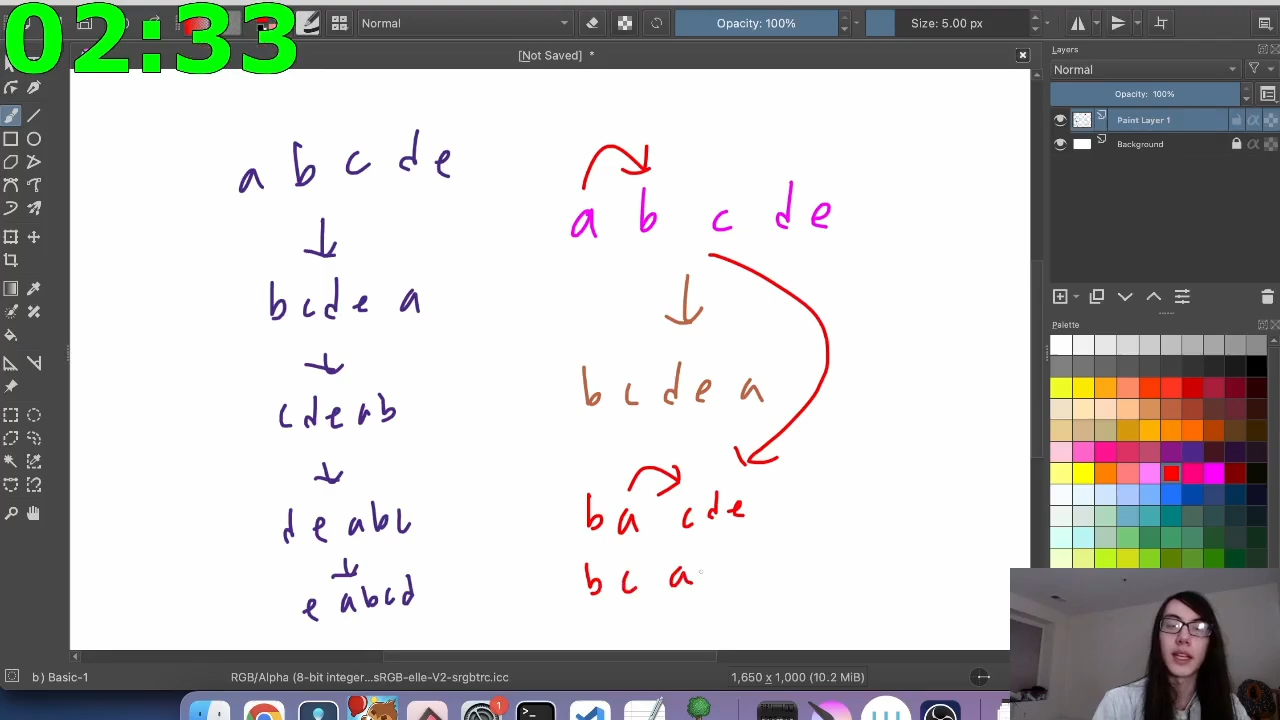 02:33
Normal
Opacity: 100%
Size: 5.00 px
[Not Saved] *
Layers
Normal
Opacity: 100%
Paint Layer 1
Background
Palette
a b c d e
b c d e a
c d e a b
d e a b c
e a b c d
a b c d e
b c d e a
b a c d e
b c a
b) Basic-1
RGB/Alpha (8-bit integer...sRGB-elle-V2-srgbtrc.icc
1,650 x 1,000 (10.2 MiB)
1